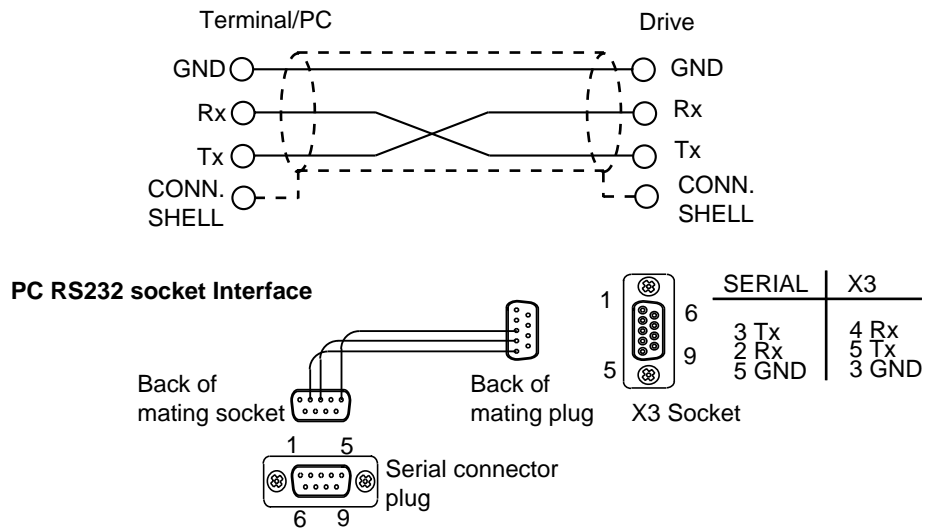 Terminal/PC
Drive
GND
GND
Rx
Rx
Tx
Tx
CONN.
SHELL
CONN.
SHELL
PC RS232 socket Interface
Back of
mating socket
Back of
mating plug
1
6
5
9
X3 Socket
SERIAL X3
3 Tx 4 Rx
2 Rx 5 Tx
5 GND 3 GND
1 5
Serial connector
plug
6 9